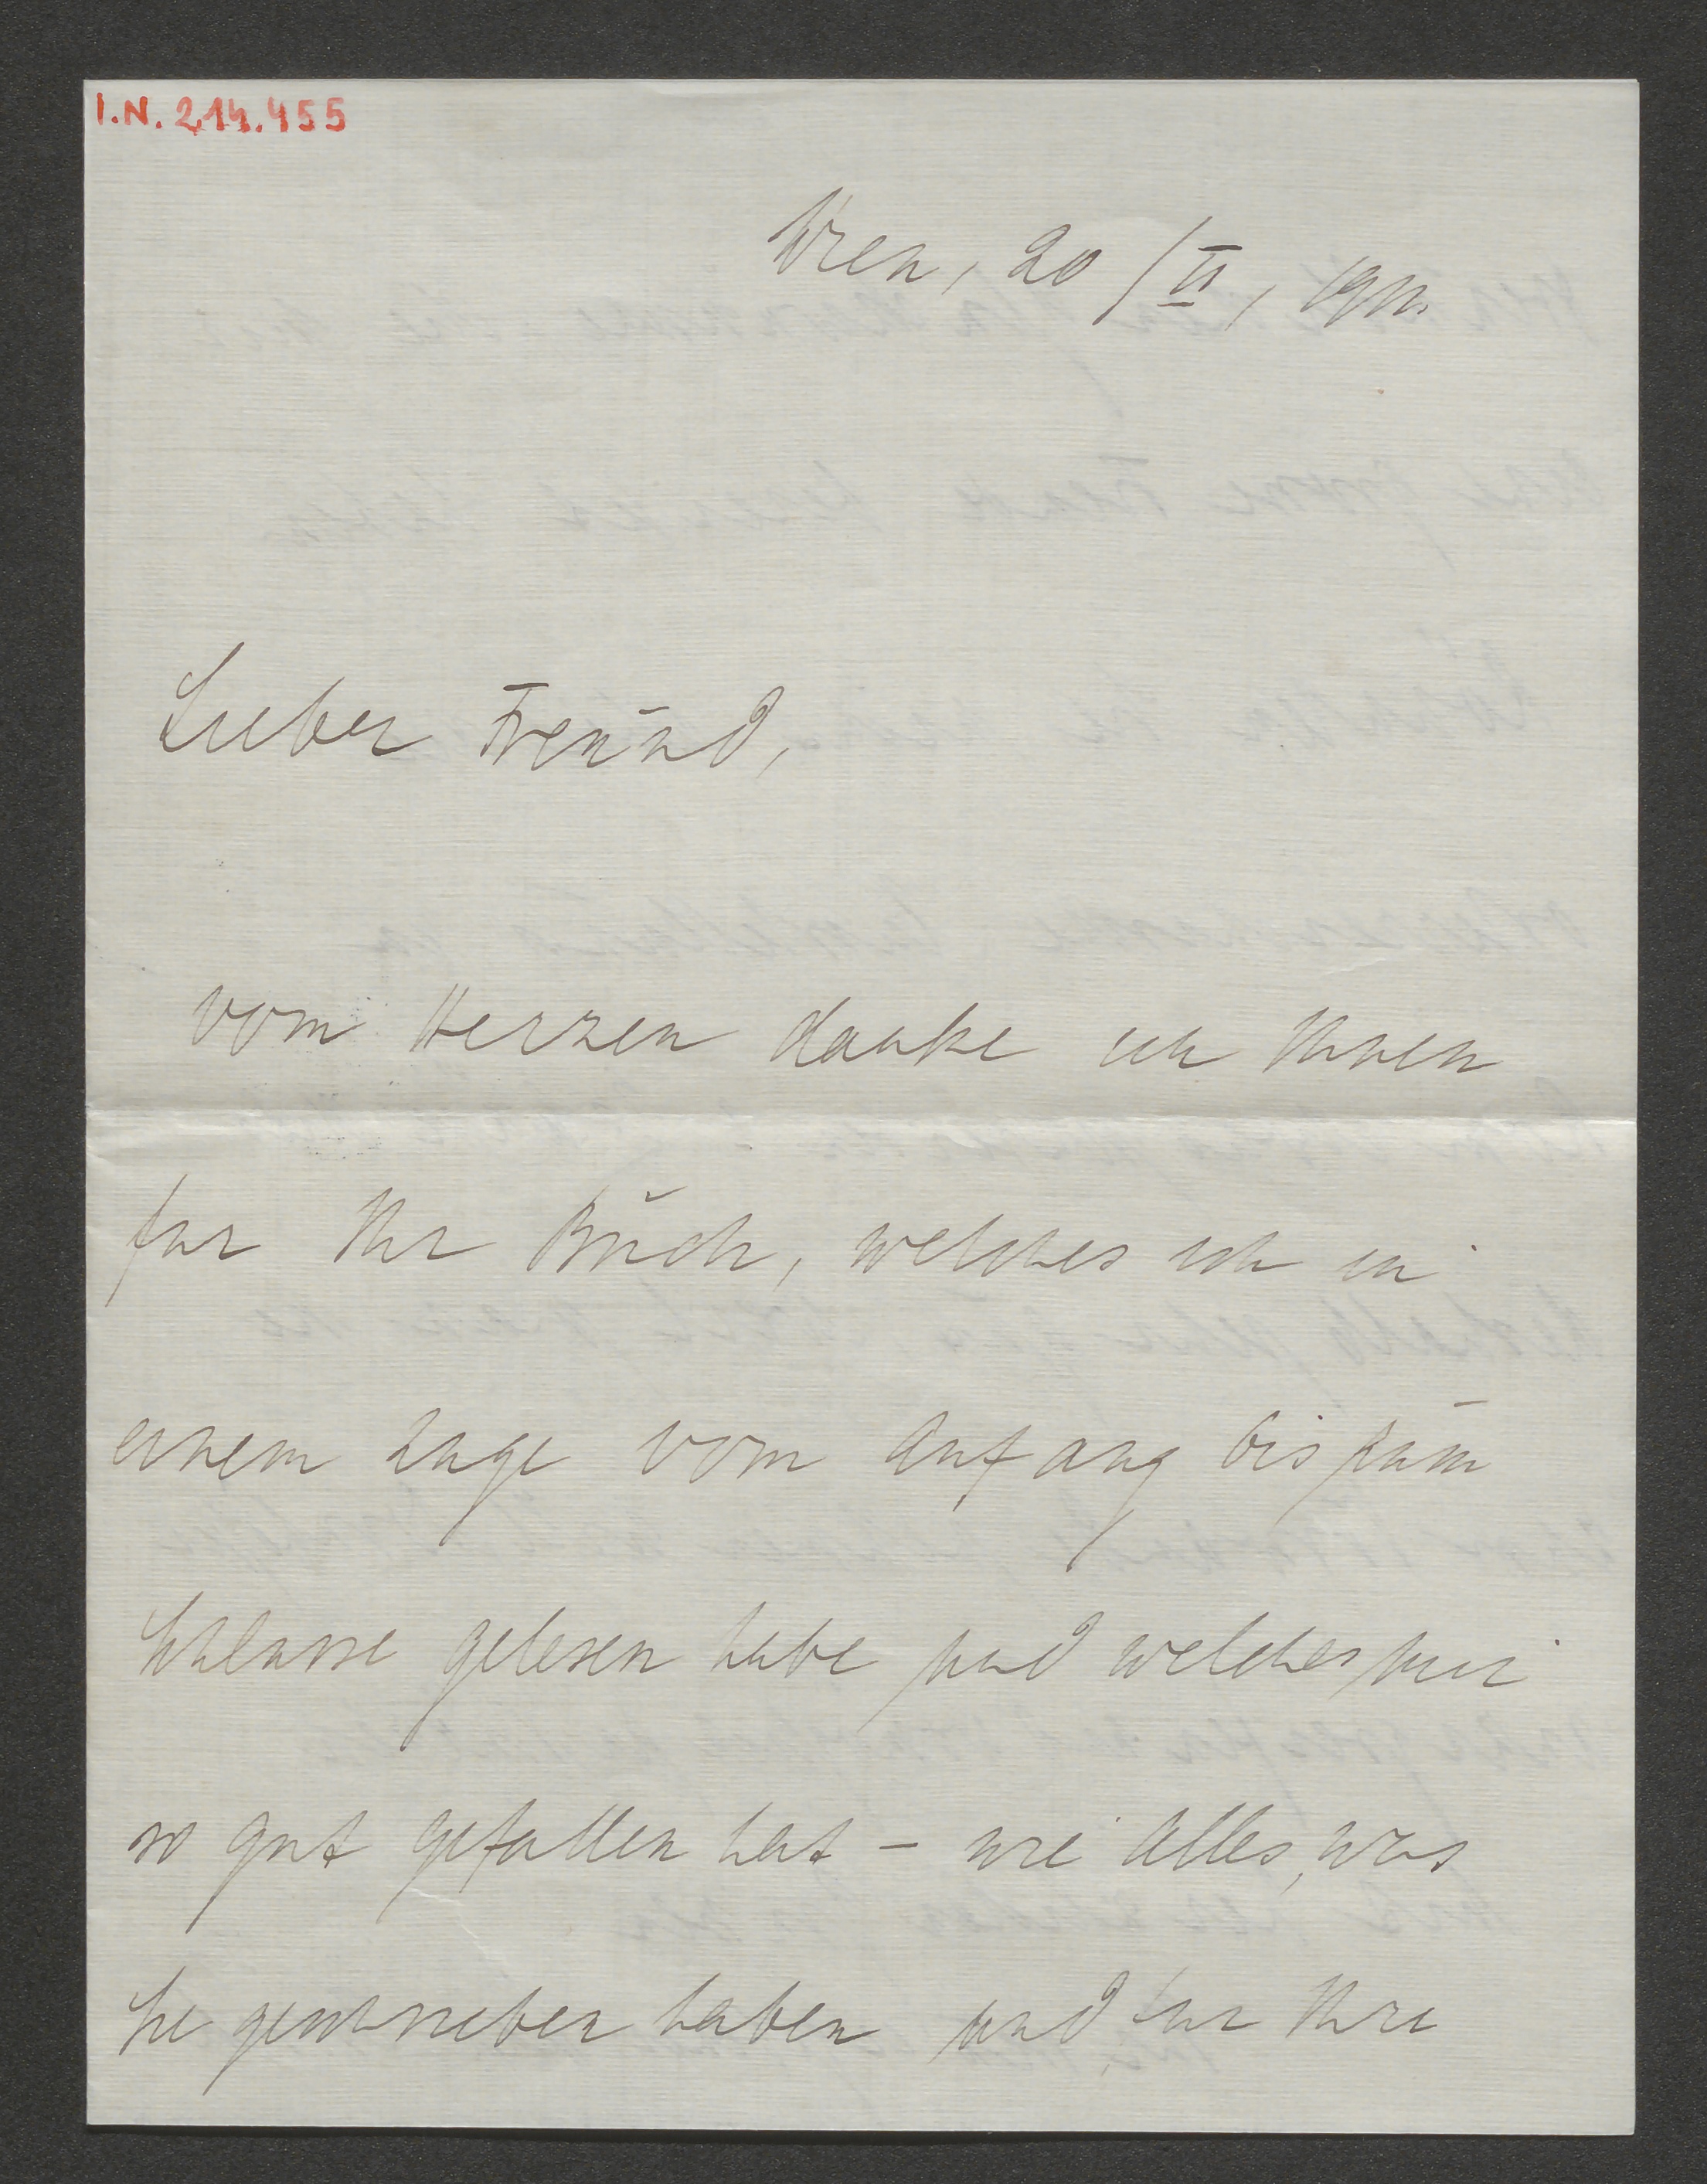 I.N. 214.455
Wien, 20/VI, 1911.
Lieber Freund,
vom Herzen danke ich Ihnen
für Ihr Buch, welches ich in
einem Zuge vom Anfang bis zum
Schlusse gelesen habe und welches mir
so gut gefallen hat – wie Alles, was
Sie geschrieben haben und für Ihre